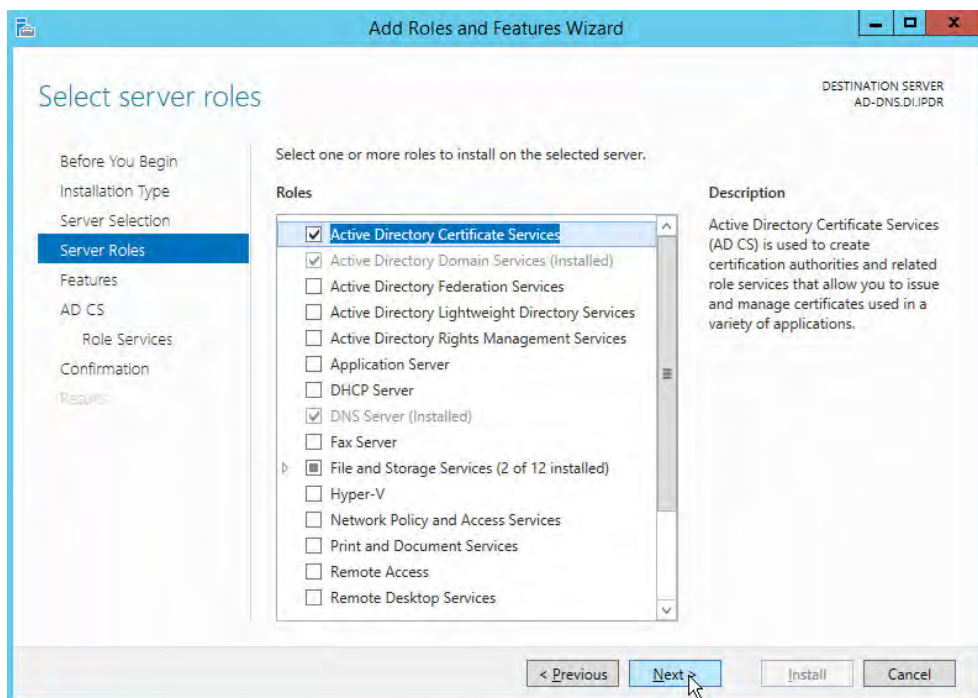 Add Roles and Features Wizard
Select server roles
DESTINATION SERVER
AD-DNS.DI.IPDR
Before You Begin
Installation Type
Server Selection
Server Roles
Features
AD CS
Role Services
Confirmation
Results
Select one or more roles to install on the selected server.
Roles
Active Directory Certificate Services
Active Directory Domain Services (Installed)
Active Directory Federation Services
Active Directory Lightweight Directory Services
Active Directory Rights Management Services
Application Server
DHCP Server
DNS Server (Installed)
Fax Server
File and Storage Services (2 of 12 installed)
Hyper-V
Network Policy and Access Services
Print and Document Services
Remote Access
Remote Desktop Services
Description
Active Directory Certificate Services
(AD CS) is used to create
certification authorities and related
role services that allow you to issue
and manage certificates used in a
variety of applications.
< Previous
Next >
Install
Cancel